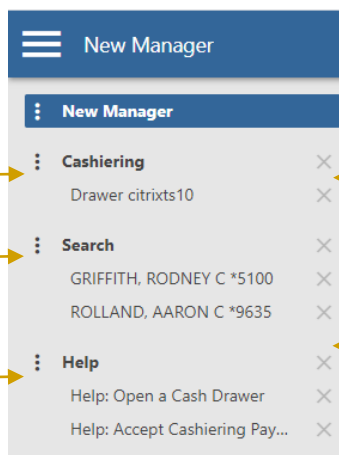 New Manager
New Manager
Cashiering
Drawer citrixts10
Search
GRIFFITH, RODNEY C *5100
ROLLAND, AARON C *9635
Help
Help: Open a Cash Drawer
Help: Accept Cashiering Pay...